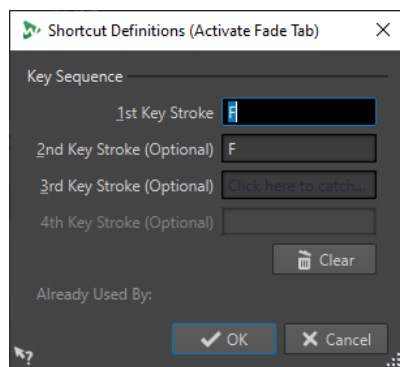 Shortcut Definitions (Activate Fade Tab)
Key Sequence
1st Key Stroke F
2nd Key Stroke (Optional) F
3rd Key Stroke (Optional) Click here to catch...
4th Key Stroke (Optional)
Clear
Already Used By:
OK Cancel